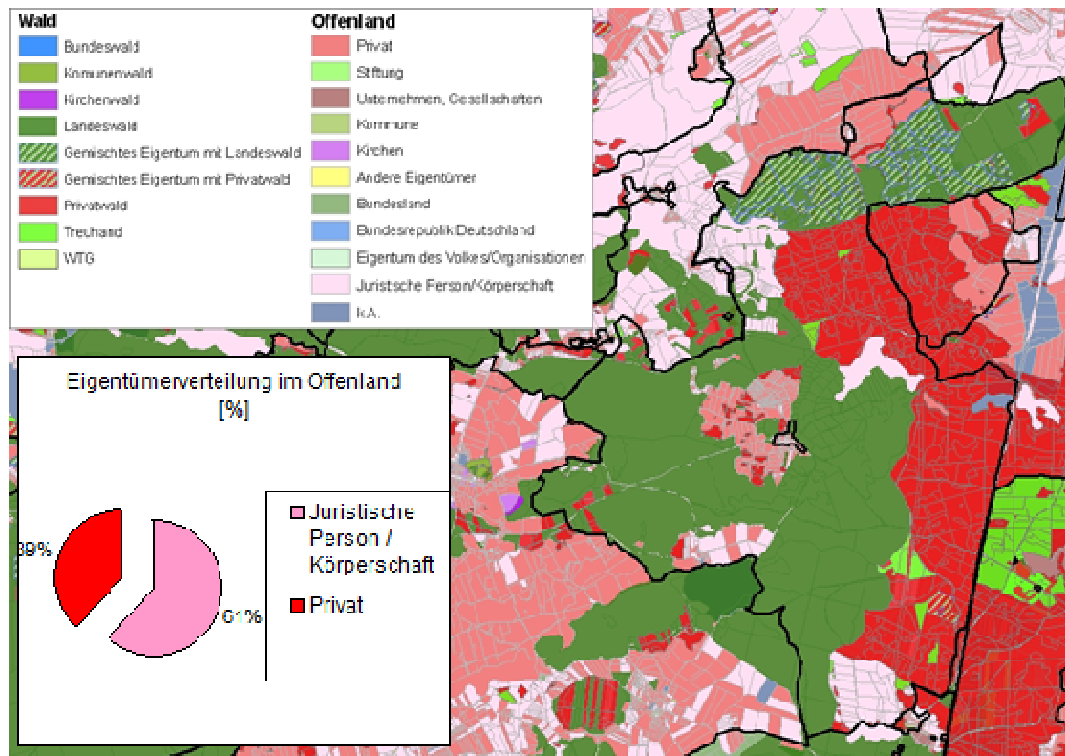 Wald
Bundeswald
Kommunenwald
Kirchenwald
Landeswald
Gemischtes Eigentum mit Landeswald
Gemischtes Eigentum mit Privatwald
Privatwald
Treuhand
WTG
Offenland
Privat
Stiftung
Unternehmen, Gesellschaften
Kommune
Kirchen
Andere Eigentümer
Bundesland
Bundesrepublik Deutschland
Eigentum des Volkes/Organisationen
Juristische Person/Körperschaft
k.A.
Eigentümerverteilung im Offenland
[%]
39%
61%
Juristische
Person /
Körperschaft
Privat